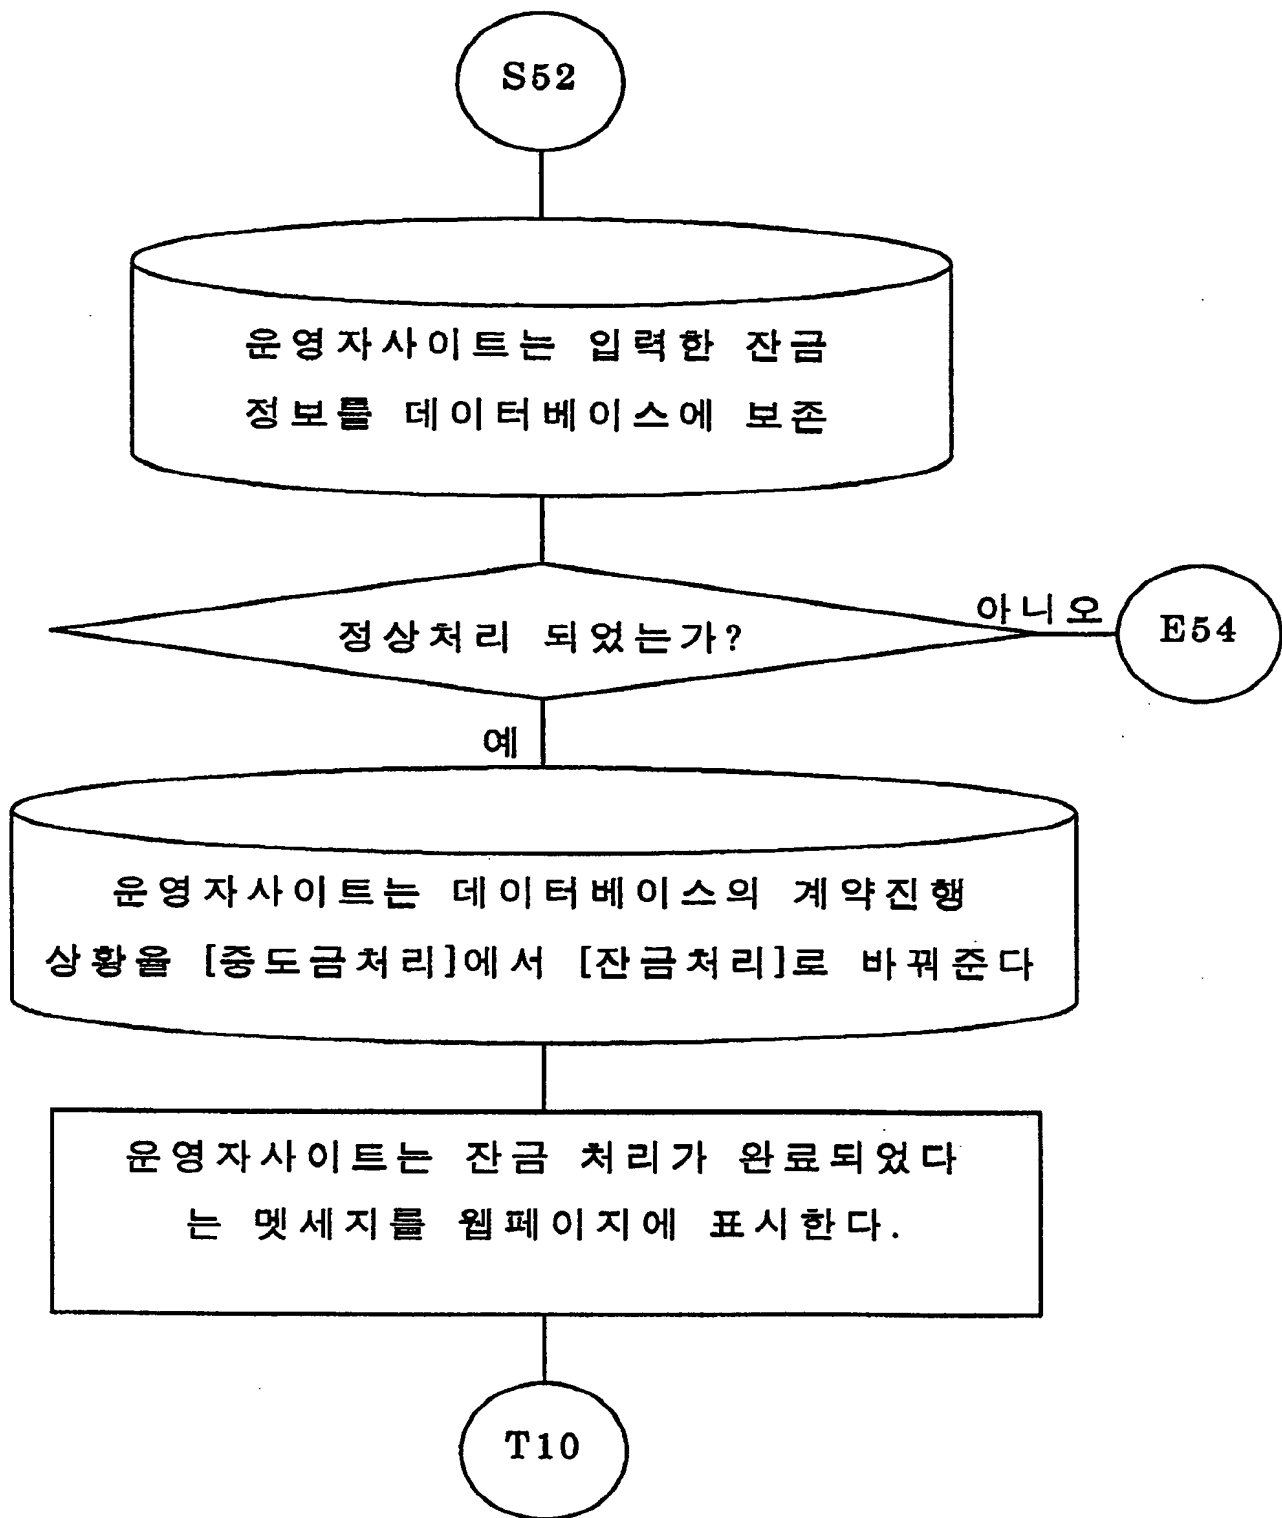 S52
운영자사이트는 입력한 잔금
정보를 데이터베이스에 보존
정상처리 되었는가?
아니오
E54
예
운영자사이트는 데이터베이스의 계약진행
상황을 [중도금처리]에서 [잔금처리]로 바꿔준다
운영자사이트는 잔금 처리가 완료되었다
는 멧세지를 웹페이지에 표시한다.
T10